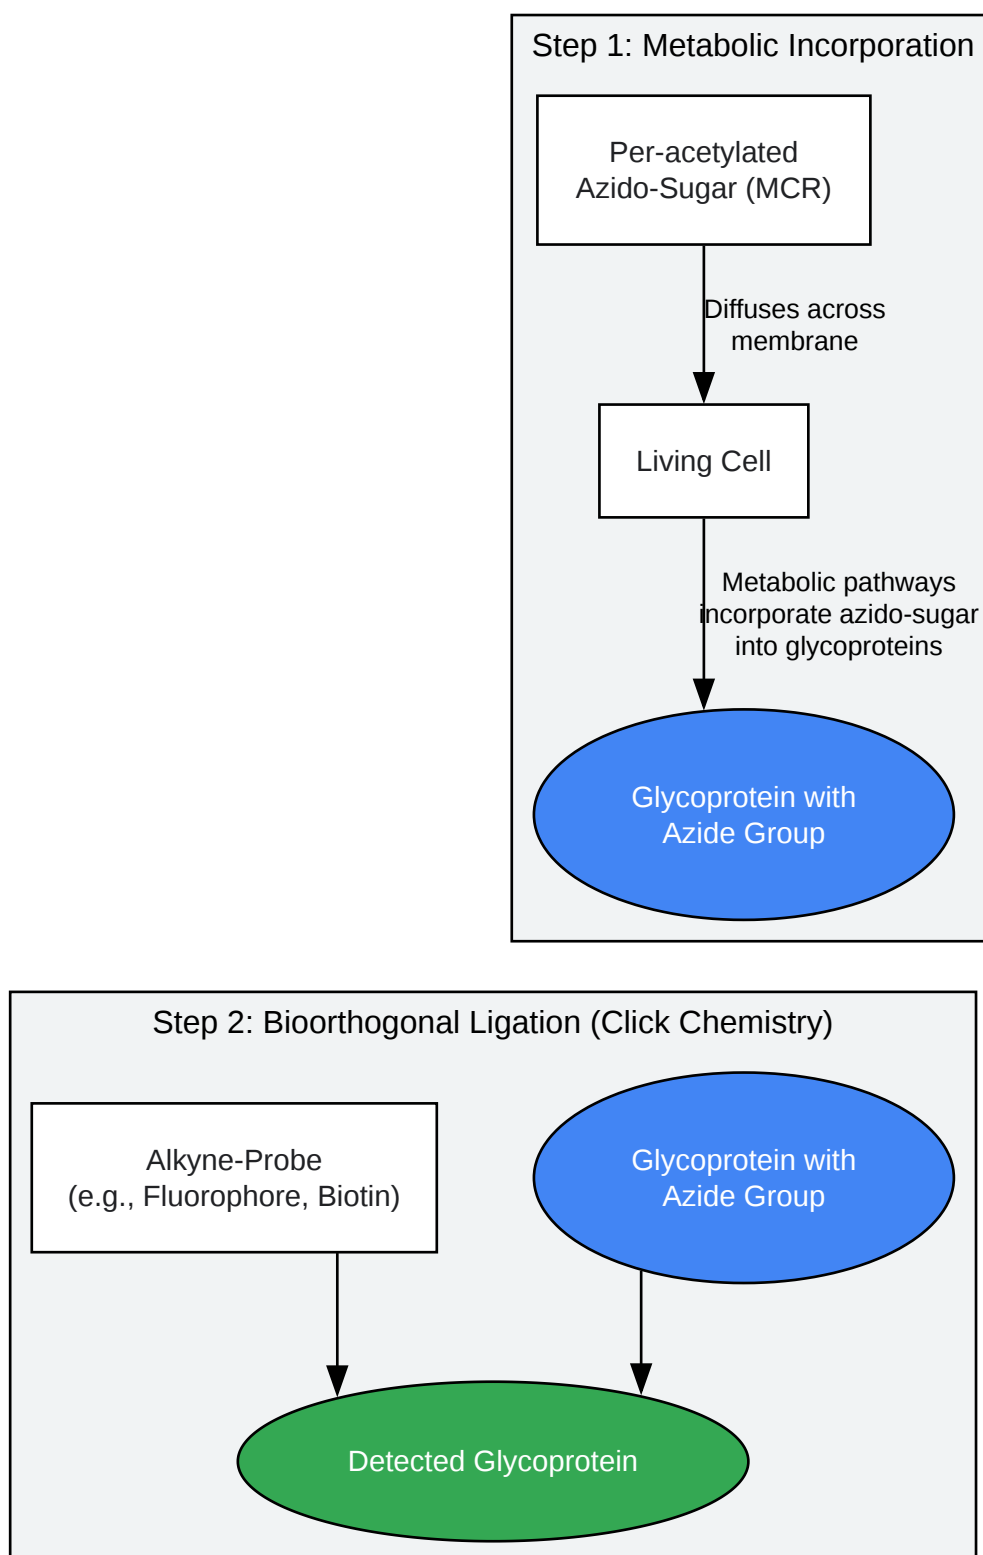 Step 1: Metabolic Incorporation
Per-acetylated
Azido-Sugar (MCR)
Diffuses across
membrane
Living Cell
Metabolic pathways
incorporate azido-sugar
into glycoproteins
Glycoprotein with
Azide Group
Step 2: Bioorthogonal Ligation (Click Chemistry)
Alkyne-Probe
(e.g., Fluorophore, Biotin)
Glycoprotein with
Azide Group
Detected Glycoprotein